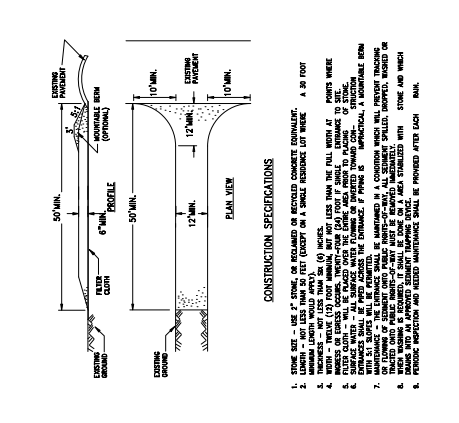 EXISTING
PAVEMENT
5:1
3'
MOUNTABLE BERM
(OPTIONAL)
50'MIN.
6"MIN.
PROFILE
FILTER
CLOTH
EXISTING
GROUND
EXISTING
PAVEMENT
10'MIN.
10'MIN.
12'MIN.
50'MIN.
12'MIN.
PLAN VIEW
EXISTING
GROUND
CONSTRUCTION SPECIFICATIONS
1. STONE SIZE - USE 2" STONE, OR RECLAIMED OR RECYCLED CONCRETE EQUIVALENT.
2. LENGTH - NOT LESS THAN 50 FEET (EXCEPT ON A SINGLE RESIDENCE LOT WHERE A 30 FOOT
MINIMUM LENGTH WOULD APPLY).
3. THICKNESS - NOT LESS THAN SIX (6) INCHES.
4. WIDTH - TWELVE (12) FOOT MINIMUM, BUT NOT LESS THAN THE FULL WIDTH AT POINTS WHERE
INGRESS OR EGRESS OCCURS. TWENTY-FOUR (24) FOOT IF SINGLE ENTRANCE TO SITE.
5. FILTER CLOTH - WILL BE PLACED OVER THE ENTIRE AREA PRIOR TO PLACING OF STONE.
6. SURFACE WATER - ALL SURFACE WATER FLOWING OR DIVERTED TOWARD CON- STRUCTION
ENTRANCES SHALL BE PIPED ACROSS THE ENTRANCE. IF PIPING IS IMPRACTICAL, A MOUNTABLE BERM
WITH 5:1 SLOPES WILL BE PERMITTED.
7. MAINTENANCE - THE ENTRANCE SHALL BE MAINTAINED IN A CONDITION WHICH WILL PREVENT TRACKING
OR FLOWING OF SEDIMENT ONTO PUBLIC RIGHTS-OF-WAY, ALL SEDIMENT SPILLED, DROPPED, WASHED OR
TRACTED ONTO PUBLIC RIGHTS-OF-WAY MUST BE REMOVED IMMEDIATELY.
8. WHEN WASHING IS REQUIRED, IT SHALL BE DONE ON A AREA STABILIZED WITH STONE AND WHICH
DRAINS INTO AN APPROVED SEDIMENT TRAPPING DEVICE.
9. PERIODIC INSPECTION AND NEEDED MAINTENANCE SHALL BE PROVIDED AFTER EACH RAIN.